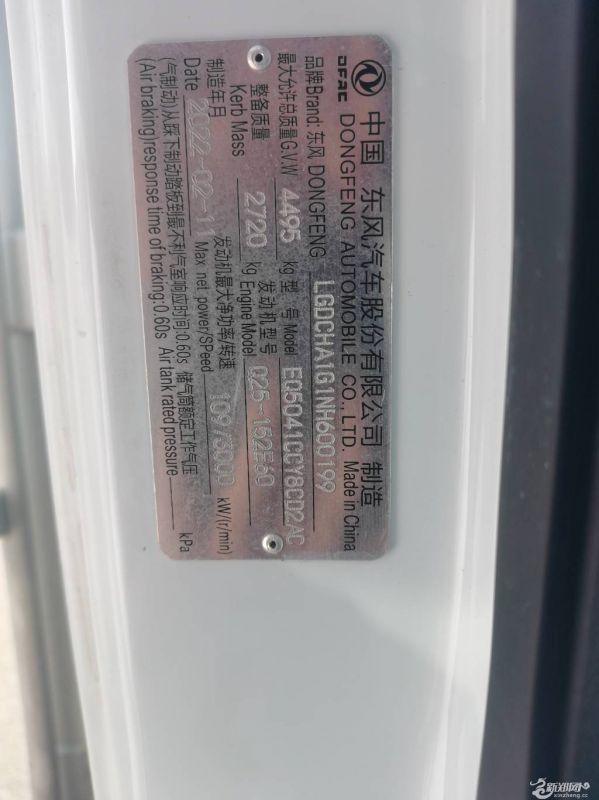 DFAC 中国 东风汽车股份有限公司 制造
DONGFENG AUTOMOBILE CO., LTD. Made in China
品牌Brand: 东风 DONGFENG LGDCHA1G1NH600199
最大允许总质量G.V.W 4495 kg 型 号 Model EQ5041CCY8CD2AC
整备质量 2720 kg 发动机型号 Q25-152E60
Kerb Mass Engine Model
制造年月 2022-02-11 发动机最大净功率/转速 109/3000 kW/(r/min)
Date Max net power/SPeed
(气制动)从踩下制动踏板到最不利气室响应时间:0.60s 储气筒额定工作气压 kPa
(Air braking)response time of braking:0.60s Air tank rated pressure
新郑网
xinzheng.cc